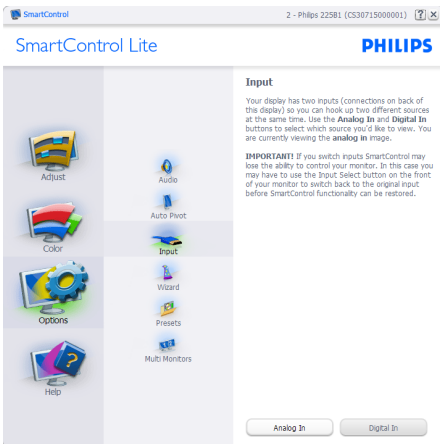 SmartControl
2 - Philips 225B1 (CS30715000001)
?
SmartControl Lite
PHILIPS
Adjust
Color
Options
Help
Audio
Auto Pivot
Input
Wizard
Presets
Multi Monitors
Input
Your display has two inputs (connections on back of
this display) so you can hook up two different sources
at the same time. Use the Analog In and Digital In
buttons to select which source you'd like to view. You
are currently viewing the analog in image.
IMPORTANT! If you switch inputs SmartControl may
lose the ability to control your monitor. In this case you
may have to use the Input Select button on the front
of your monitor to switch back to the original input
before SmartControl functionality can be restored.
Analog In
Digital In